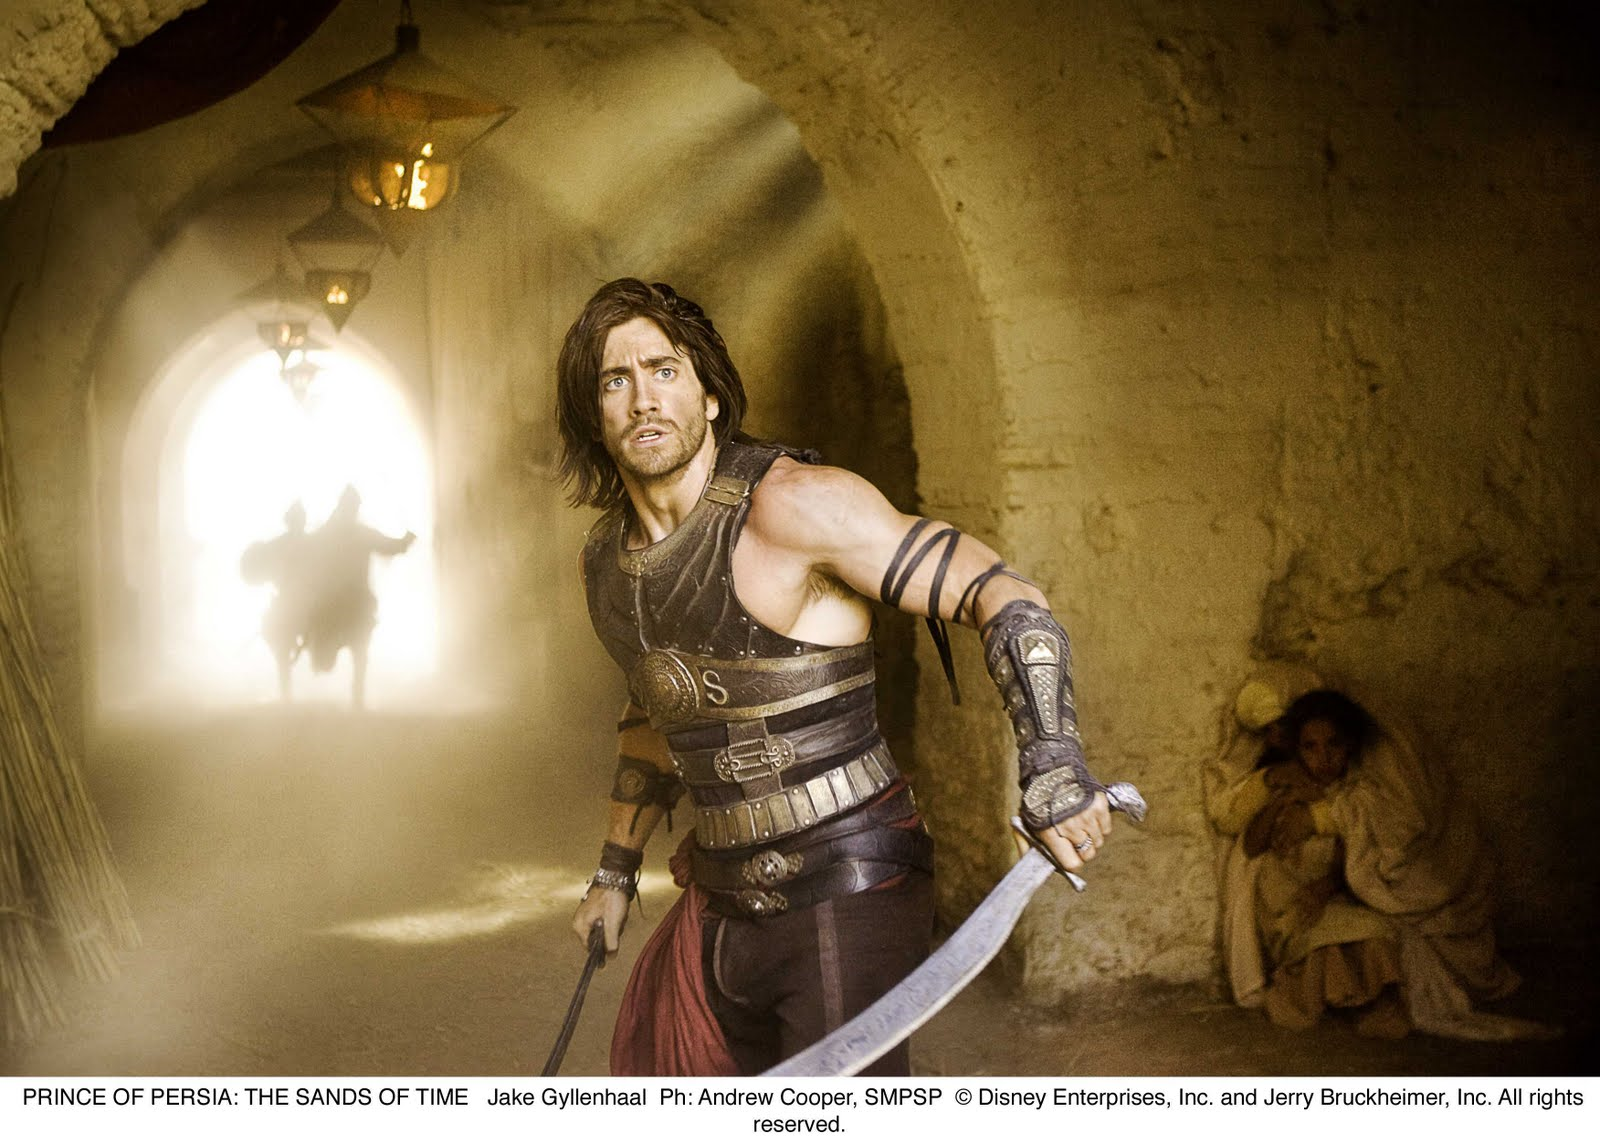 S
PRINCE OF PERSIA: THE SANDS OF TIME Jake Gyllenhaal Ph: Andrew Cooper, SMPSP © Disney Enterprises, Inc. and Jerry Bruckheimer, Inc. All rights
reserved.